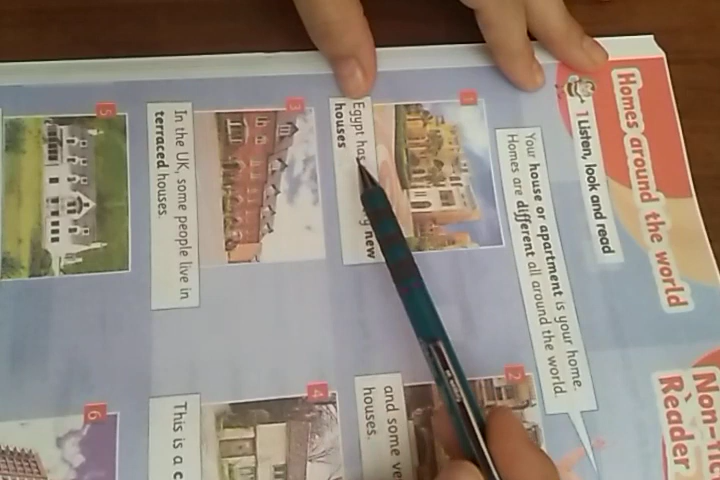 Homes around the world
Non-
Reader
1 Listen, look and read
Your house or apartment is your home.
Homes are different all around the world.
1
Egypt has
new
houses
2
and some
houses.
3
In the UK, some people live in
terraced houses.
4
This is a
5
6